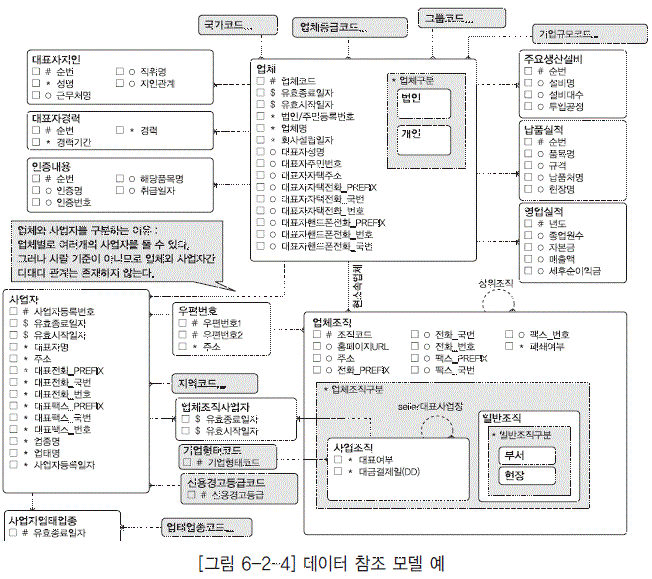 국가코드...
업체등급코드...
그룹코드...
기업규모코드...
대표자지인
□ # 순번 □ ○ 직위명
□ * 성명 □ ○ 지인관계
□ ○ 근무처명
대표자경력
□ # 순번 □ * 경력
□ * 경력기간
인증내용
□ # 순번 □ ○ 해당품목명
□ ○ 인증명 □ ○ 취급일자
□ ○ 인증번호
업체
□ # 업체코드
□ $ 유효종료일자
□ $ 유효시작일자
□ * 법인/주민등록번호
□ * 업체명
□ * 회사설립일자
□ ○ 대표자성명
□ ○ 대표자주민번호
□ ○ 대표자자택주소
□ ○ 대표자자택전화_PREFIX
□ ○ 대표자자택전화_국번
□ ○ 대표자자택전화_번호
□ ○ 대표자핸드폰전화_PREFIX
□ ○ 대표자핸드폰전화_번호
□ ○ 대표자핸드폰전화_국번
* 업체구분
법인
개인
주요생산설비
□ # 순번
□ ○ 설비명
□ ○ 설비대수
□ ○ 투입공정
납품실적
□ # 순번
□ ○ 품목명
□ ○ 규격
□ ○ 납품처명
□ ○ 현장명
영업실적
□ # 년도
□ ○ 종업원수
□ ○ 자본금
□ ○ 매출액
□ ○ 세후순이익금
업체와 사업자를 구분하는 이유 :
업체별로 여러개의 사업자를 둘 수 있다.
그러나 사람 기준이 아니므로 업체와 사업자간
다대다 관계는 존재하지 않는다.
현소속업체
상위조직
사업자
□ # 사업자등록번호
□ $ 유효종료일자
□ $ 유효시작일자
□ * 대표자명
□ * 주소
□ * 대표전화_PREFIX
□ * 대표전화_국번
□ * 대표전화_번호
□ * 대표팩스_PREFIX
□ * 대표팩스_국번
□ * 대표팩스_번호
□ * 업종명
□ * 업태명
□ * 사업자등록일자
우편번호
□ # 우편번호1
□ # 우편번호2
□ * 주소
지역코드...
업체조직사업자
□ $ 유효종료일자
□ $ 유효시작일자
기업형태코드
□ # 기업형태코드
신용경고등급코드
□ # 신용경고등급
업태업종코드...
사업자업태업종
□ # 유효종료일자
업체조직
□ # 조직코드 □ ○ 전화_국번 □ ○ 팩스_번호
□ ○ 홈페이지URL □ ○ 전화_번호 □ * 폐쇄여부
□ ○ 주소 □ ○ 팩스_PREFIX
□ ○ 전화_PREFIX □ ○ 팩스_국번
* 업체조직구분
seller대표사업장
사업조직
□ * 대표여부
□ * 대금결제일(DD)
일반조직
* 일반조직구분
부서
현장
[그림 6-2-4] 데이터 참조 모델 예